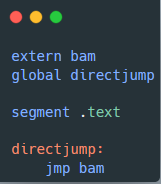 extern bam
global directjump
segment .text
directjump:
jmp bam